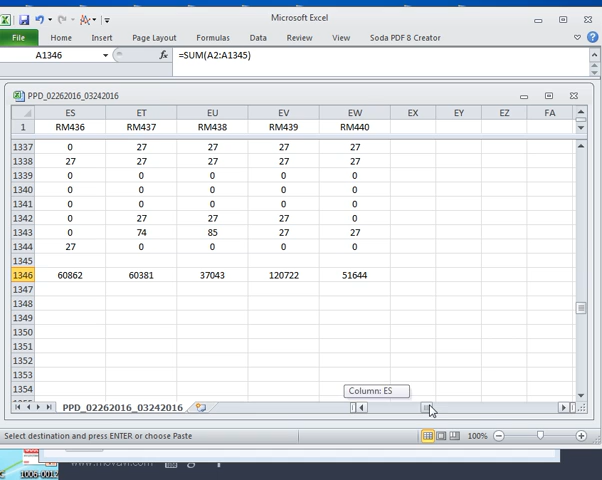 Microsoft Excel
File Home Insert Page Layout Formulas Data Review View Soda PDF 8 Creator
A1346 fx =SUM(A2:A1345)
PPD_02262016_03242016
ES ET EU EV EW EX EY EZ FA
1 RM436 RM437 RM438 RM439 RM440
1337 0 27 27 27 27
1338 27 27 27 27 27
1339 0 0 0 0 0
1340 0 0 0 0 0
1341 0 0 0 0 0
1342 0 27 27 27 0
1343 0 74 85 27 27
1344 27 0 0 0 0
1345
1346 60862 60381 37043 120722 51644
1347
1348
1349
1350
1351
1352
1353
1354
Column: ES
PPD_02262016_03242016
Select destination and press ENTER or choose Paste 100%